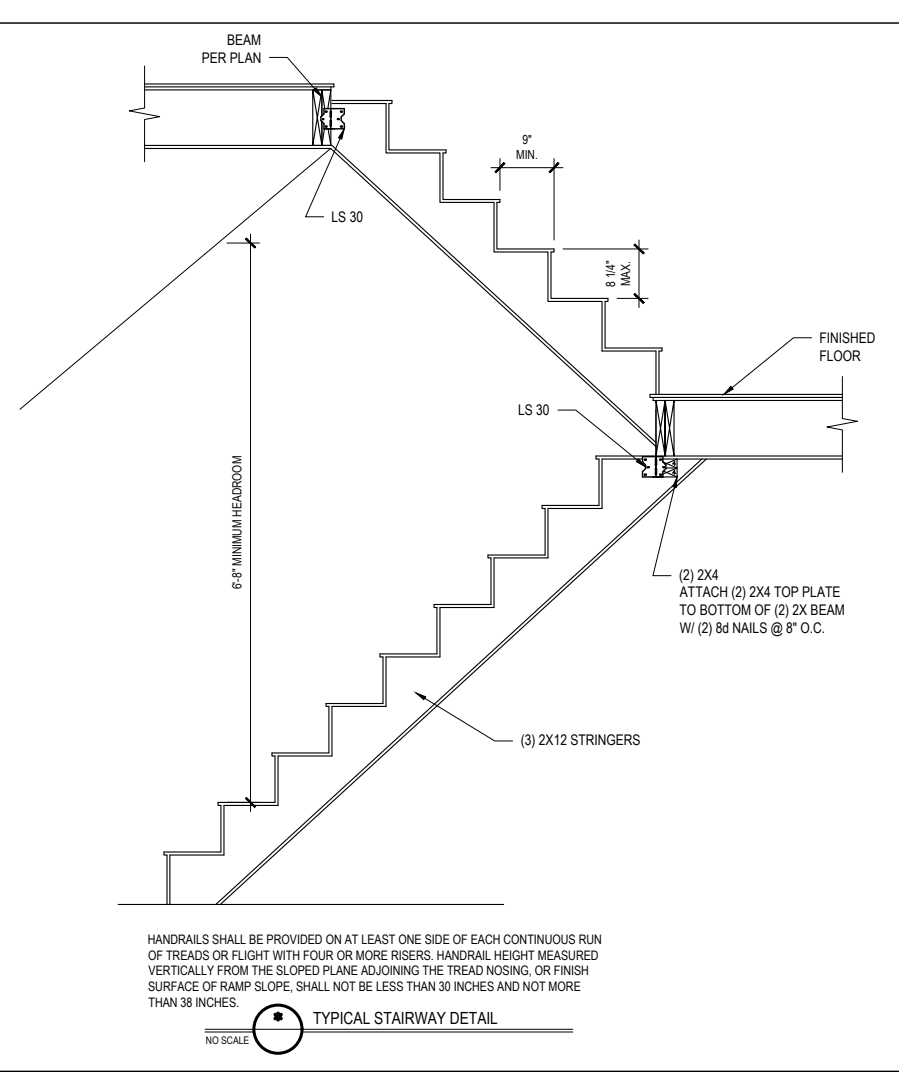 BEAM
PER PLAN
9"
MIN.
LS 30
8 1/4"
MAX.
FINISHED
FLOOR
LS 30
6'-8" MINIMUM HEADROOM
(2) 2X4
ATTACH (2) 2X4 TOP PLATE
TO BOTTOM OF (2) 2X BEAM
W/ (2) 8d NAILS @ 8" O.C.
(3) 2X12 STRINGERS
HANDRAILS SHALL BE PROVIDED ON AT LEAST ONE SIDE OF EACH CONTINUOUS RUN
OF TREADS OR FLIGHT WITH FOUR OR MORE RISERS. HANDRAIL HEIGHT MEASURED
VERTICALLY FROM THE SLOPED PLANE ADJOINING THE TREAD NOSING, OR FINISH
SURFACE OF RAMP SLOPE, SHALL NOT BE LESS THAN 30 INCHES AND NOT MORE
THAN 38 INCHES.
TYPICAL STAIRWAY DETAIL
NO SCALE